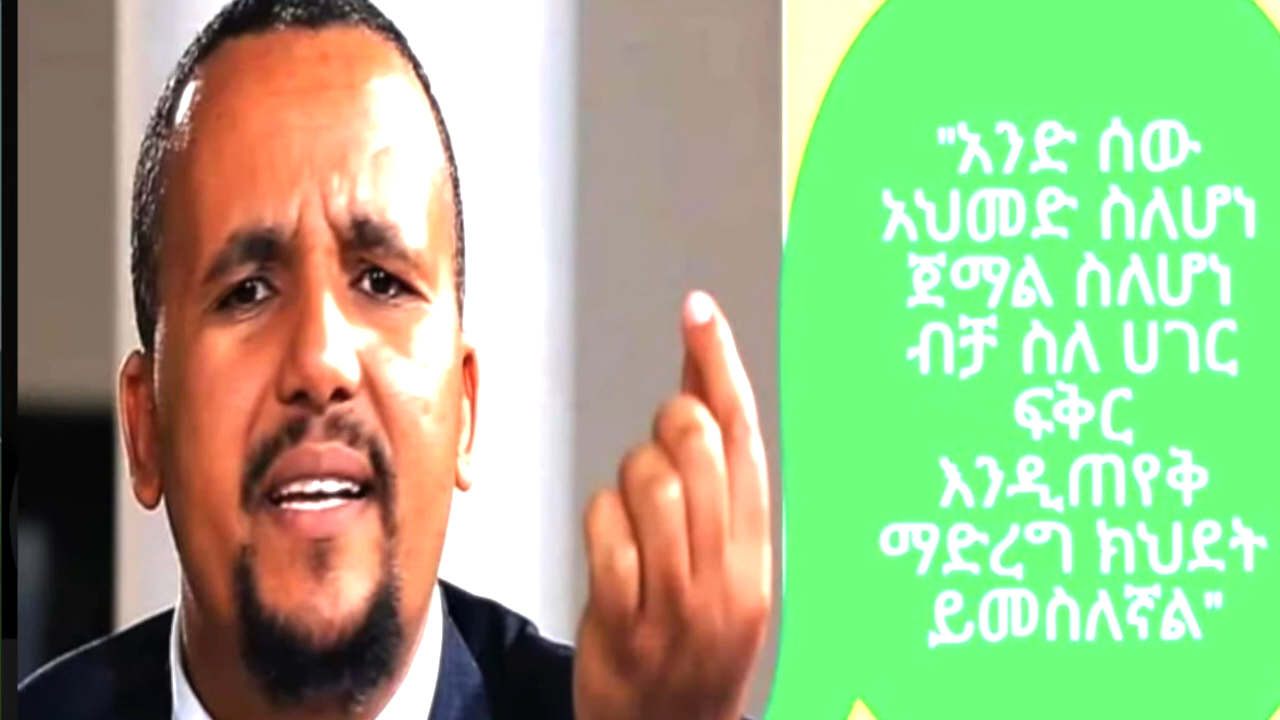 "አንድ ሰው
አህመድ ስለሆነ
ጀማል ስለሆነ
ብቻ ስለ ሀገር
ፍቅር
እንዲጠየቅ
ማድረግ ክህደት
ይመስለኛል"